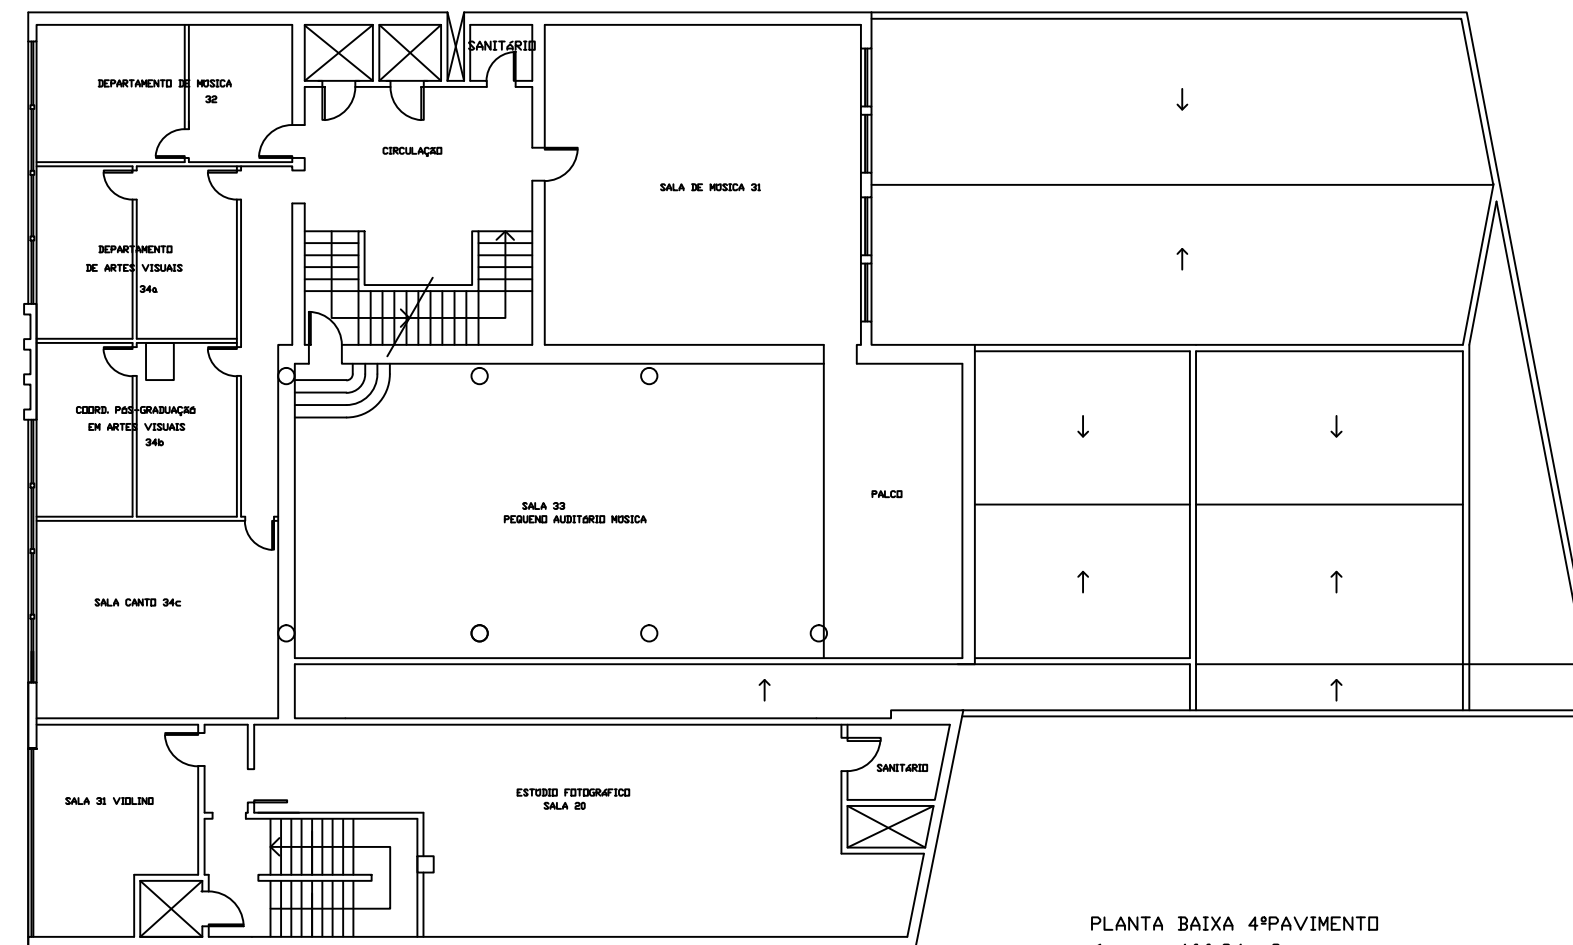 SANITÁRIO
DEPARTAMENTO DE MÚSICA
32
CIRCULAÇÃO
SALA DE MÚSICA 31
DEPARTAMENTO
DE ARTES VISUAIS
34a
COORD. PÓS-GRADUAÇÃO
EM ARTES VISUAIS
34b
SALA 33
PEQUENO AUDITÓRIO MÚSICA
PALCO
SALA CANTO 34c
SANITÁRIO
SALA 31 VIOLINO
ESTÚDIO FOTOGRÁFICO
SALA 20
PLANTA BAIXA 4ºPAVIMENTO